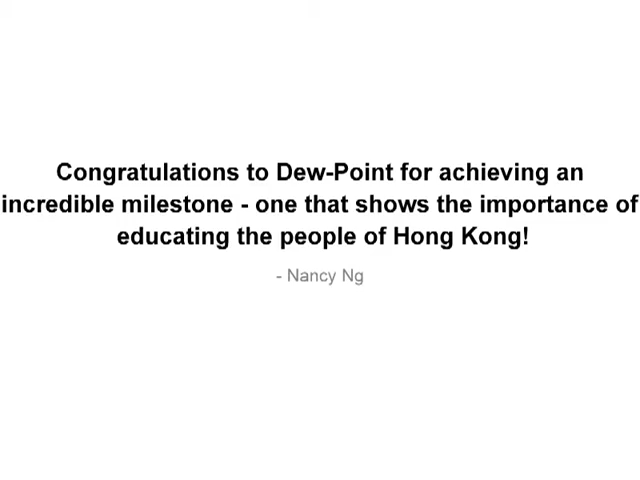 Congratulations to Dew-Point for achieving an
incredible milestone - one that shows the importance of
educating the people of Hong Kong!
- Nancy Ng